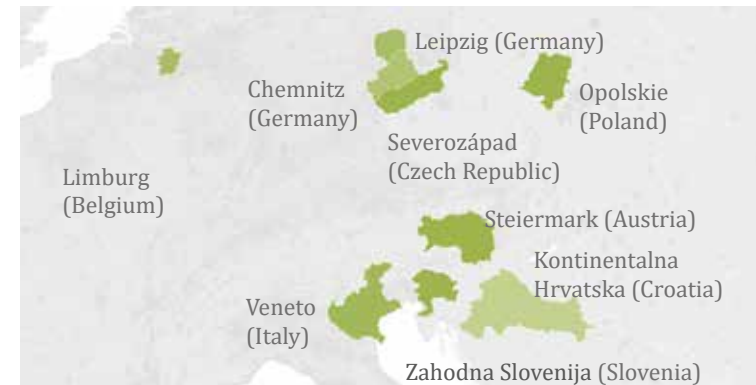 Leipzig (Germany)
Chemnitz
(Germany)
Opolskie
(Poland)
Severozápad
(Czech Republic)
Limburg
(Belgium)
Steiermark (Austria)
Kontinentalna
Hrvatska (Croatia)
Veneto
(Italy)
Zahodna Slovenija (Slovenia)